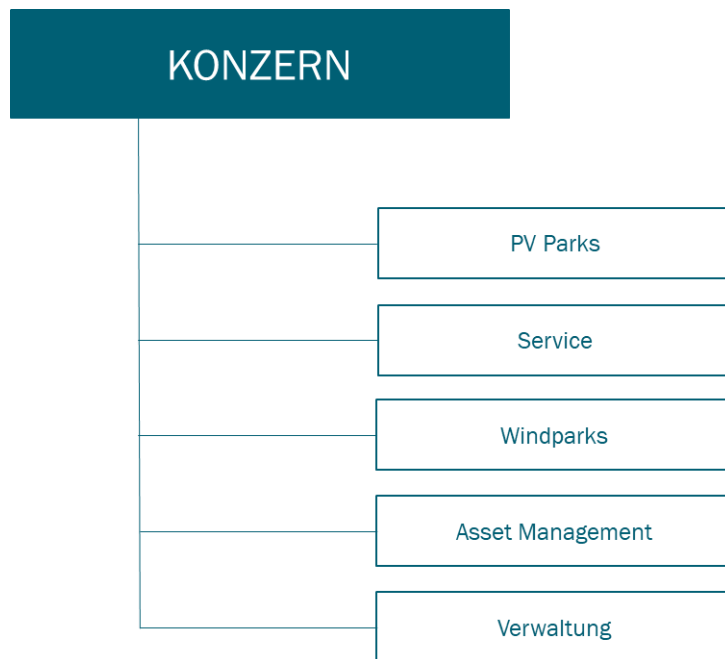 KONZERN
PV Parks
Service
Windparks
Asset Management
Verwaltung